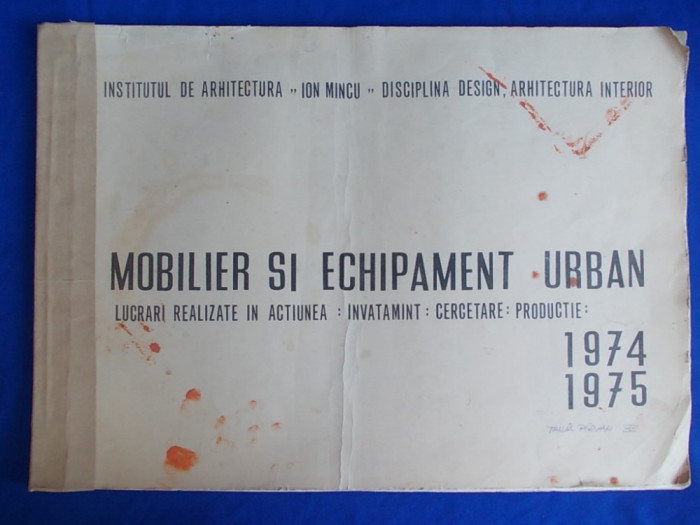 INSTITUTUL DE ARHITECTURA „ ION MINCU „ DISCIPLINA DESIGN, ARHITECTURA INTERIOR
MOBILIER SI ECHIPAMENT URBAN
LUCRARI REALIZATE IN ACTIUNEA : INVATAMINT : CERCETARE : PRODUCTIE :
1974
1975